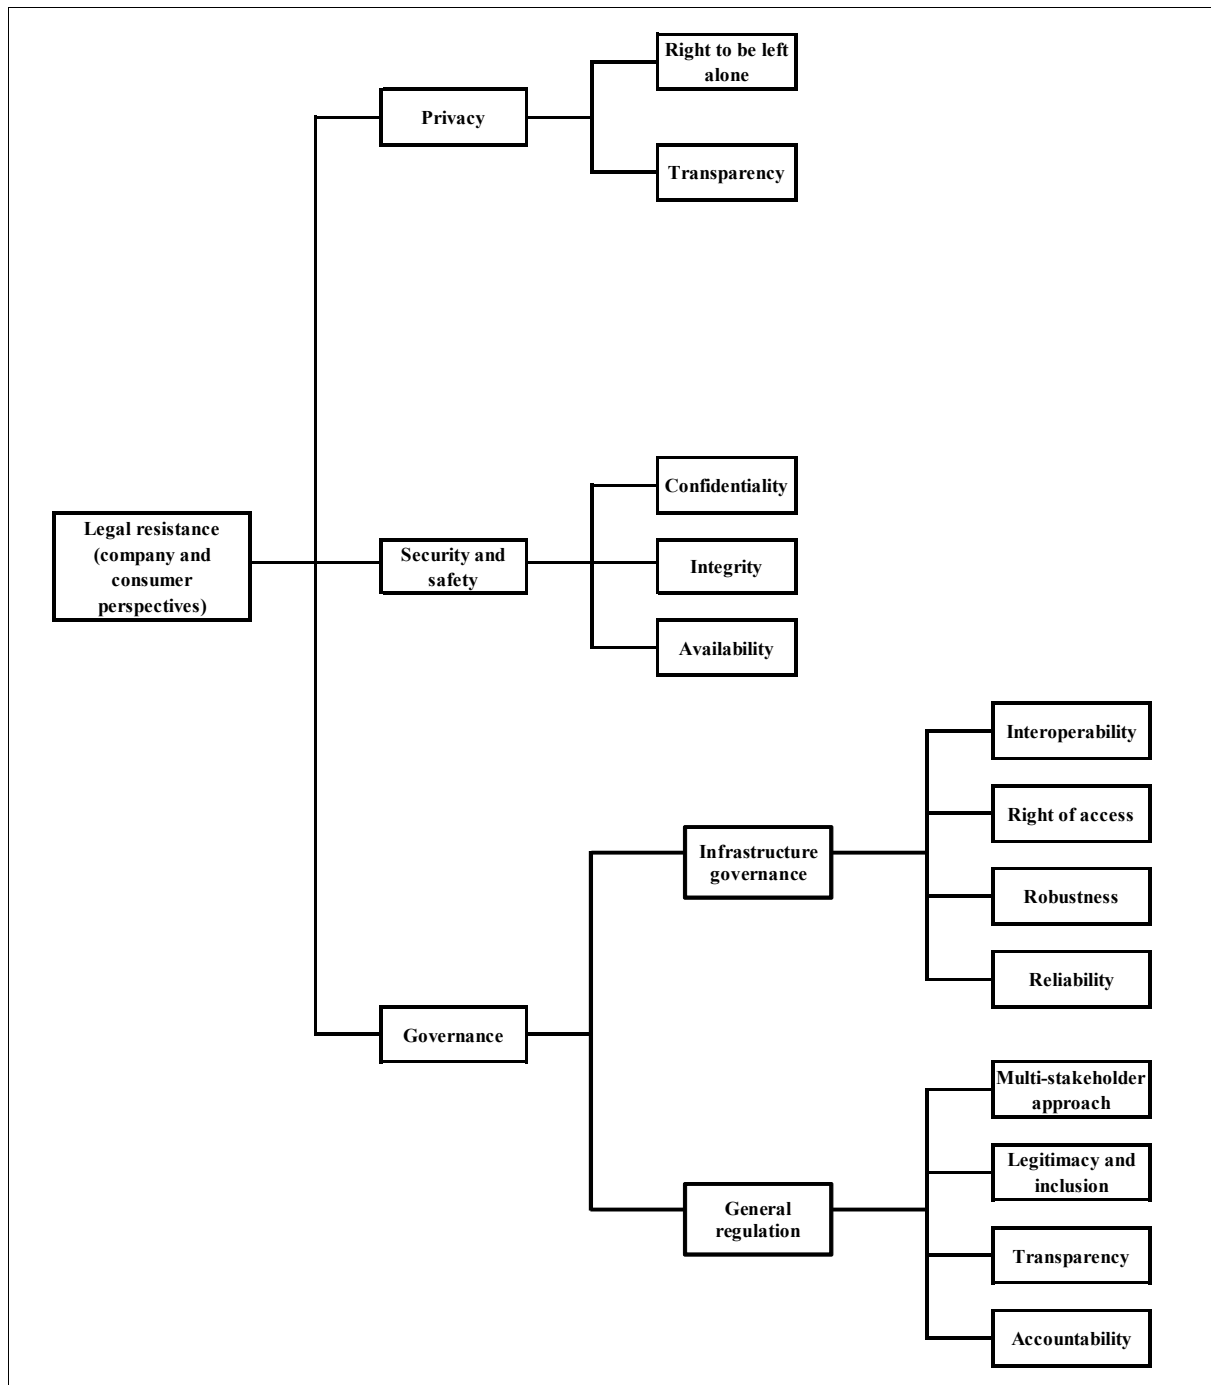 Right to be left
alone
Privacy
Transparency
Confidentiality
Legal resistance
(company and
consumer
perspectives)
Security and
safety
Integrity
Availability
Interoperability
Right of access
Infrastructure
governance
Robustness
Reliability
Governance
Multi-stakeholder
approach
Legitimacy and
inclusion
General
regulation
Transparency
Accountability